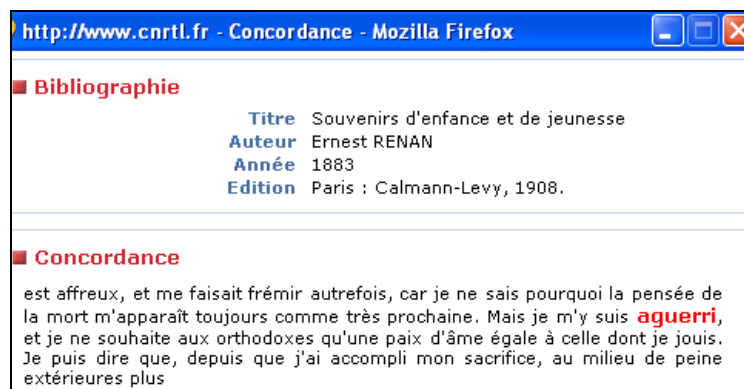 http://www.cnrtl.fr - Concordance - Mozilla Firefox
Bibliographie
Titre Souvenirs d'enfance et de jeunesse
Auteur Ernest RENAN
Année 1883
Edition Paris : Calmann-Levy, 1908.
Concordance
est affreux, et me faisait frémir autrefois, car je ne sais pourquoi la pensée de
la mort m'apparaît toujours comme très prochaine. Mais je m'y suis aguerri,
et je ne souhaite aux orthodoxes qu'une paix d'âme égale à celle dont je jouis.
Je puis dire que, depuis que j'ai accompli mon sacrifice, au milieu de peine
extérieures plus